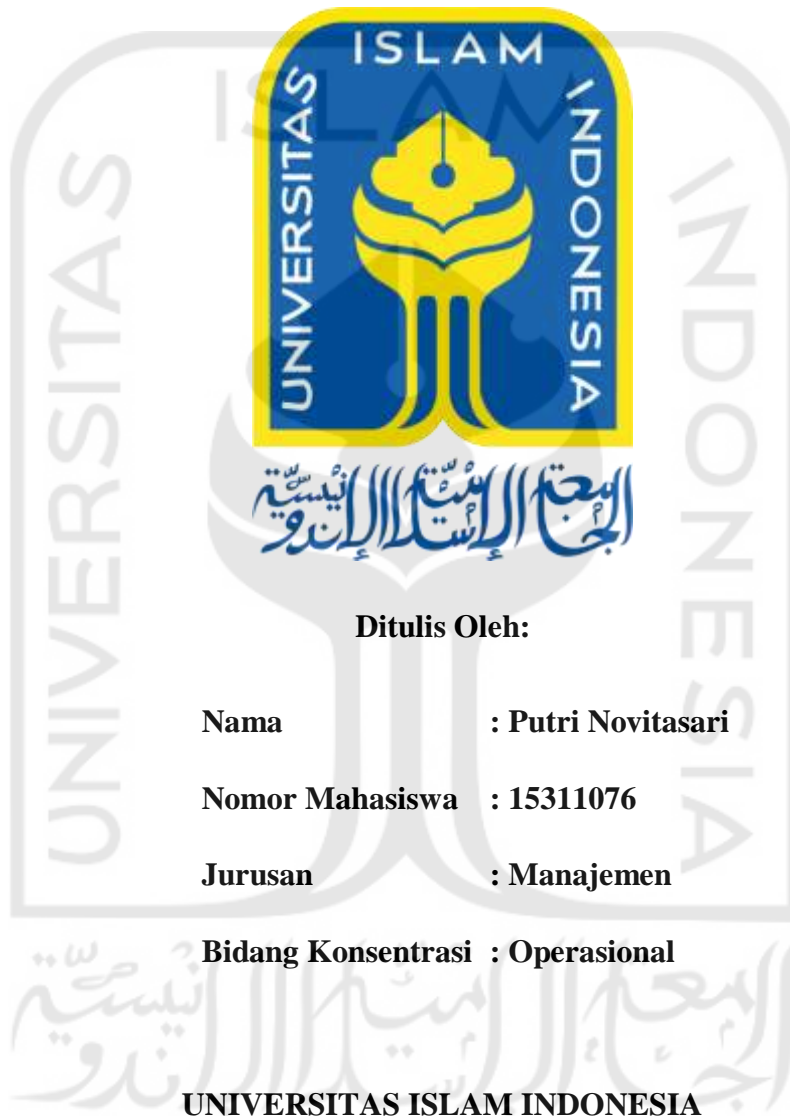 UNIVERSITAS ISLAM INDONESIA
الجامعة الإسلامية الإندونيسية
Ditulis Oleh:
Nama : Putri Novitasari
Nomor Mahasiswa : 15311076
Jurusan : Manajemen
Bidang Konsentrasi : Operasional
UNIVERSITAS ISLAM INDONESIA